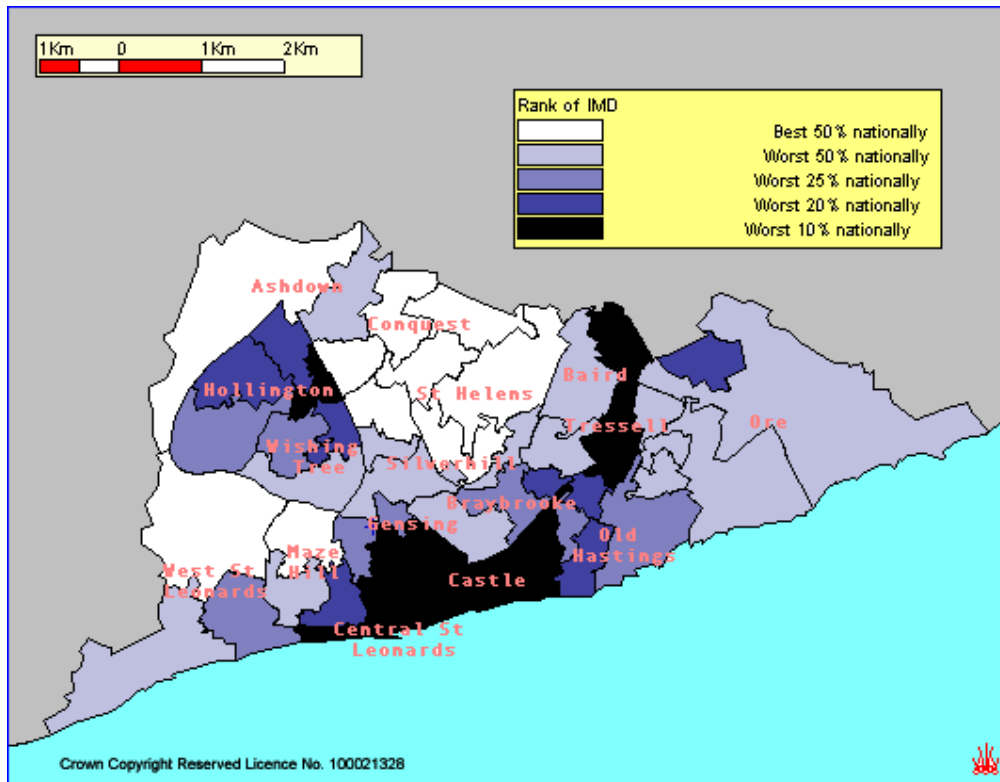 1Km 0 1Km 2Km
Rank of IMD
Best 50% nationally
Worst 50% nationally
Worst 25% nationally
Worst 20% nationally
Worst 10% nationally
Ashdown
Conquest
Hollington
St Helens
Baird
Tressell
Ore
Wishing
Tree
Silverhill
Braybrooke
Gensing
Old
Hastings
Maze
Hill
West St
Leonards
Castle
Central St
Leonards
Crown Copyright Reserved Licence No. 100021328